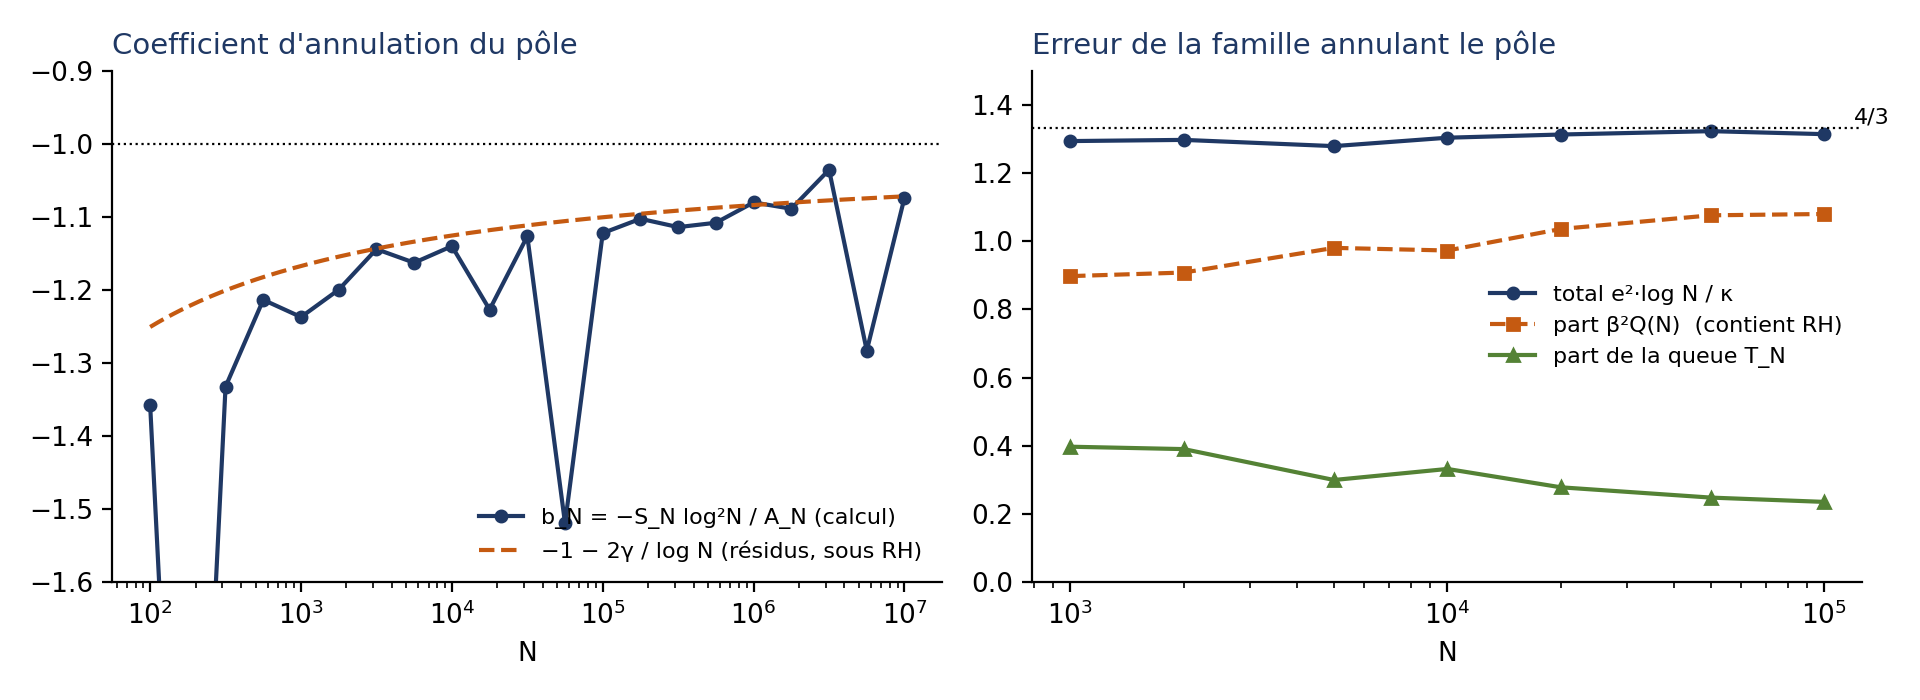 Coefficient d'annulation du pôle
−0.9
−1.0
−1.1
−1.2
−1.3
−1.4
−1.5
−1.6
b_N = −S_N log²N / A_N (calcul)
−1 − 2γ / log N (résidus, sous RH)
10² 10³ 10⁴ 10⁵ 10⁶ 10⁷
N
Erreur de la famille annulant le pôle
1.4
1.2
1.0
0.8
0.6
0.4
0.2
0.0
4/3
total e²·log N / κ
part β²Q(N) (contient RH)
part de la queue T_N
10³ 10⁴ 10⁵
N